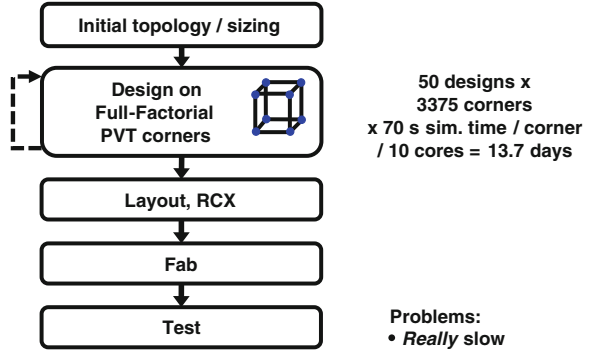 Initial topology / sizing
Design on
Full-Factorial
PVT corners
50 designs x
3375 corners
x 70 s sim. time / corner
/ 10 cores = 13.7 days
Layout, RCX
Fab
Test
Problems:
• Really slow